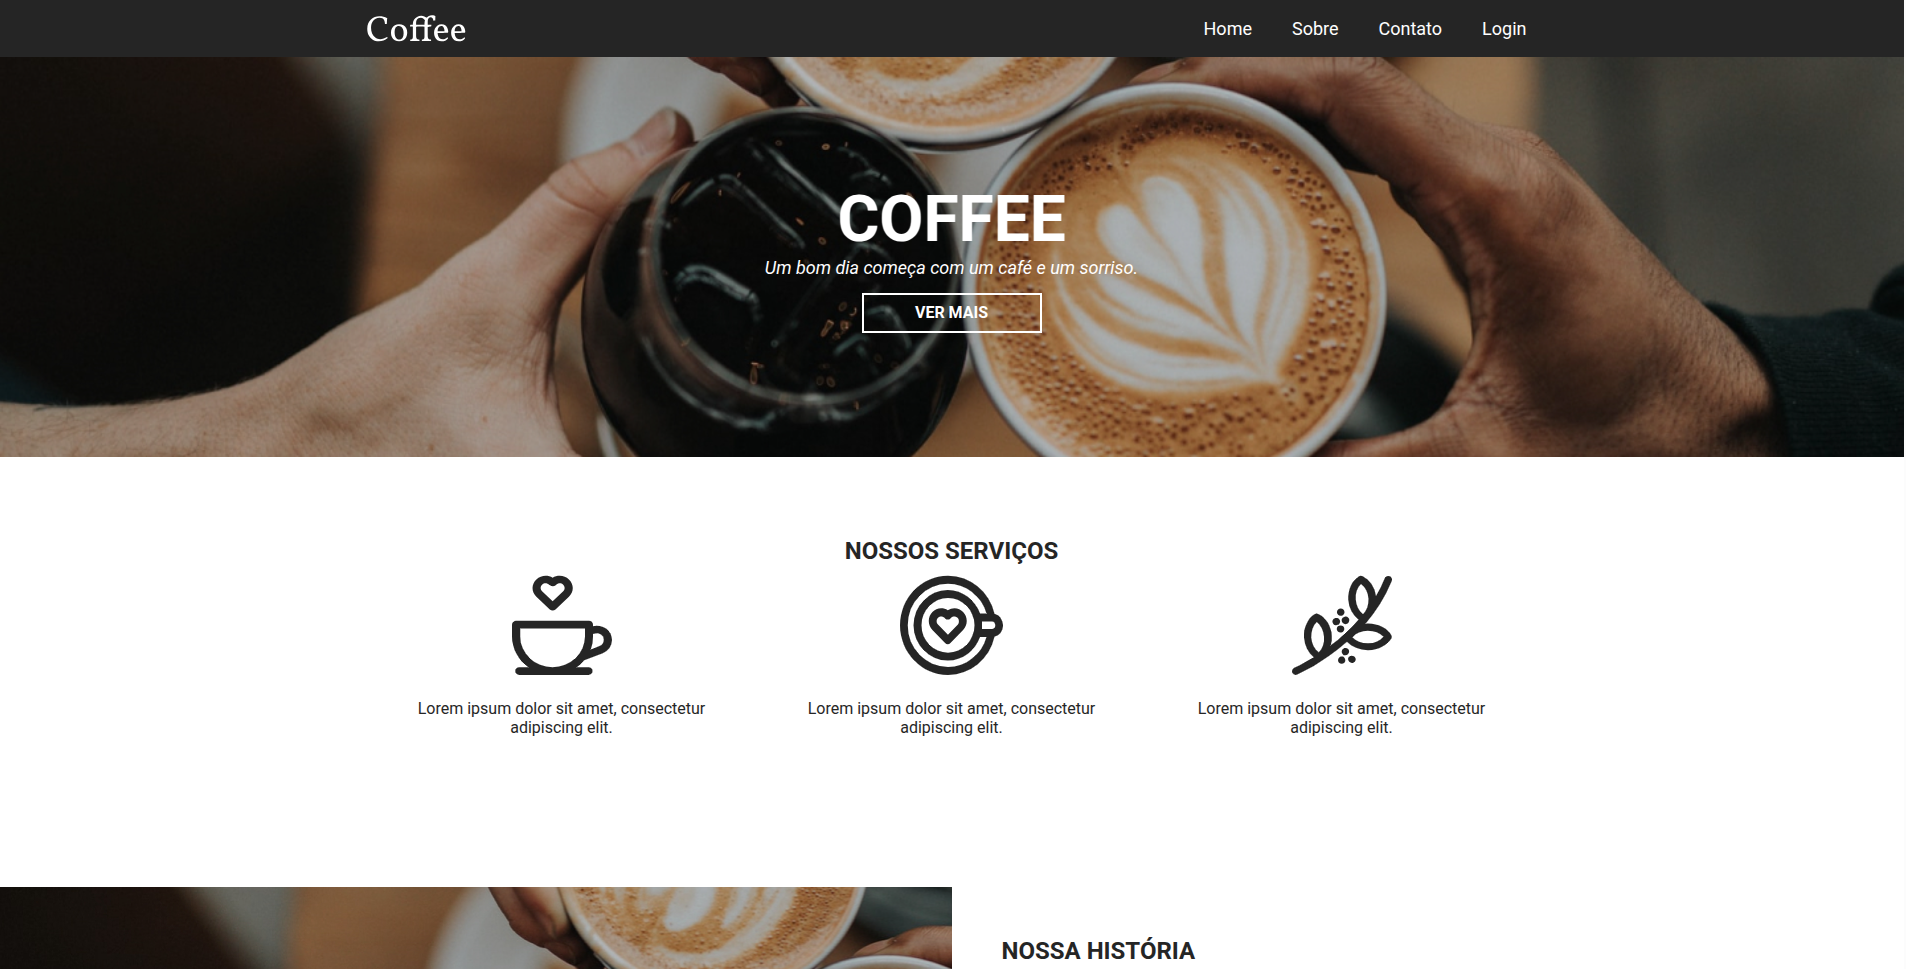 Coffee
Home Sobre Contato Login
COFFEE
Um bom dia começa com um café e um sorriso.
VER MAIS
NOSSOS SERVIÇOS
Lorem ipsum dolor sit amet, consectetur
adipiscing elit.
Lorem ipsum dolor sit amet, consectetur
adipiscing elit.
Lorem ipsum dolor sit amet, consectetur
adipiscing elit.
NOSSA HISTÓRIA